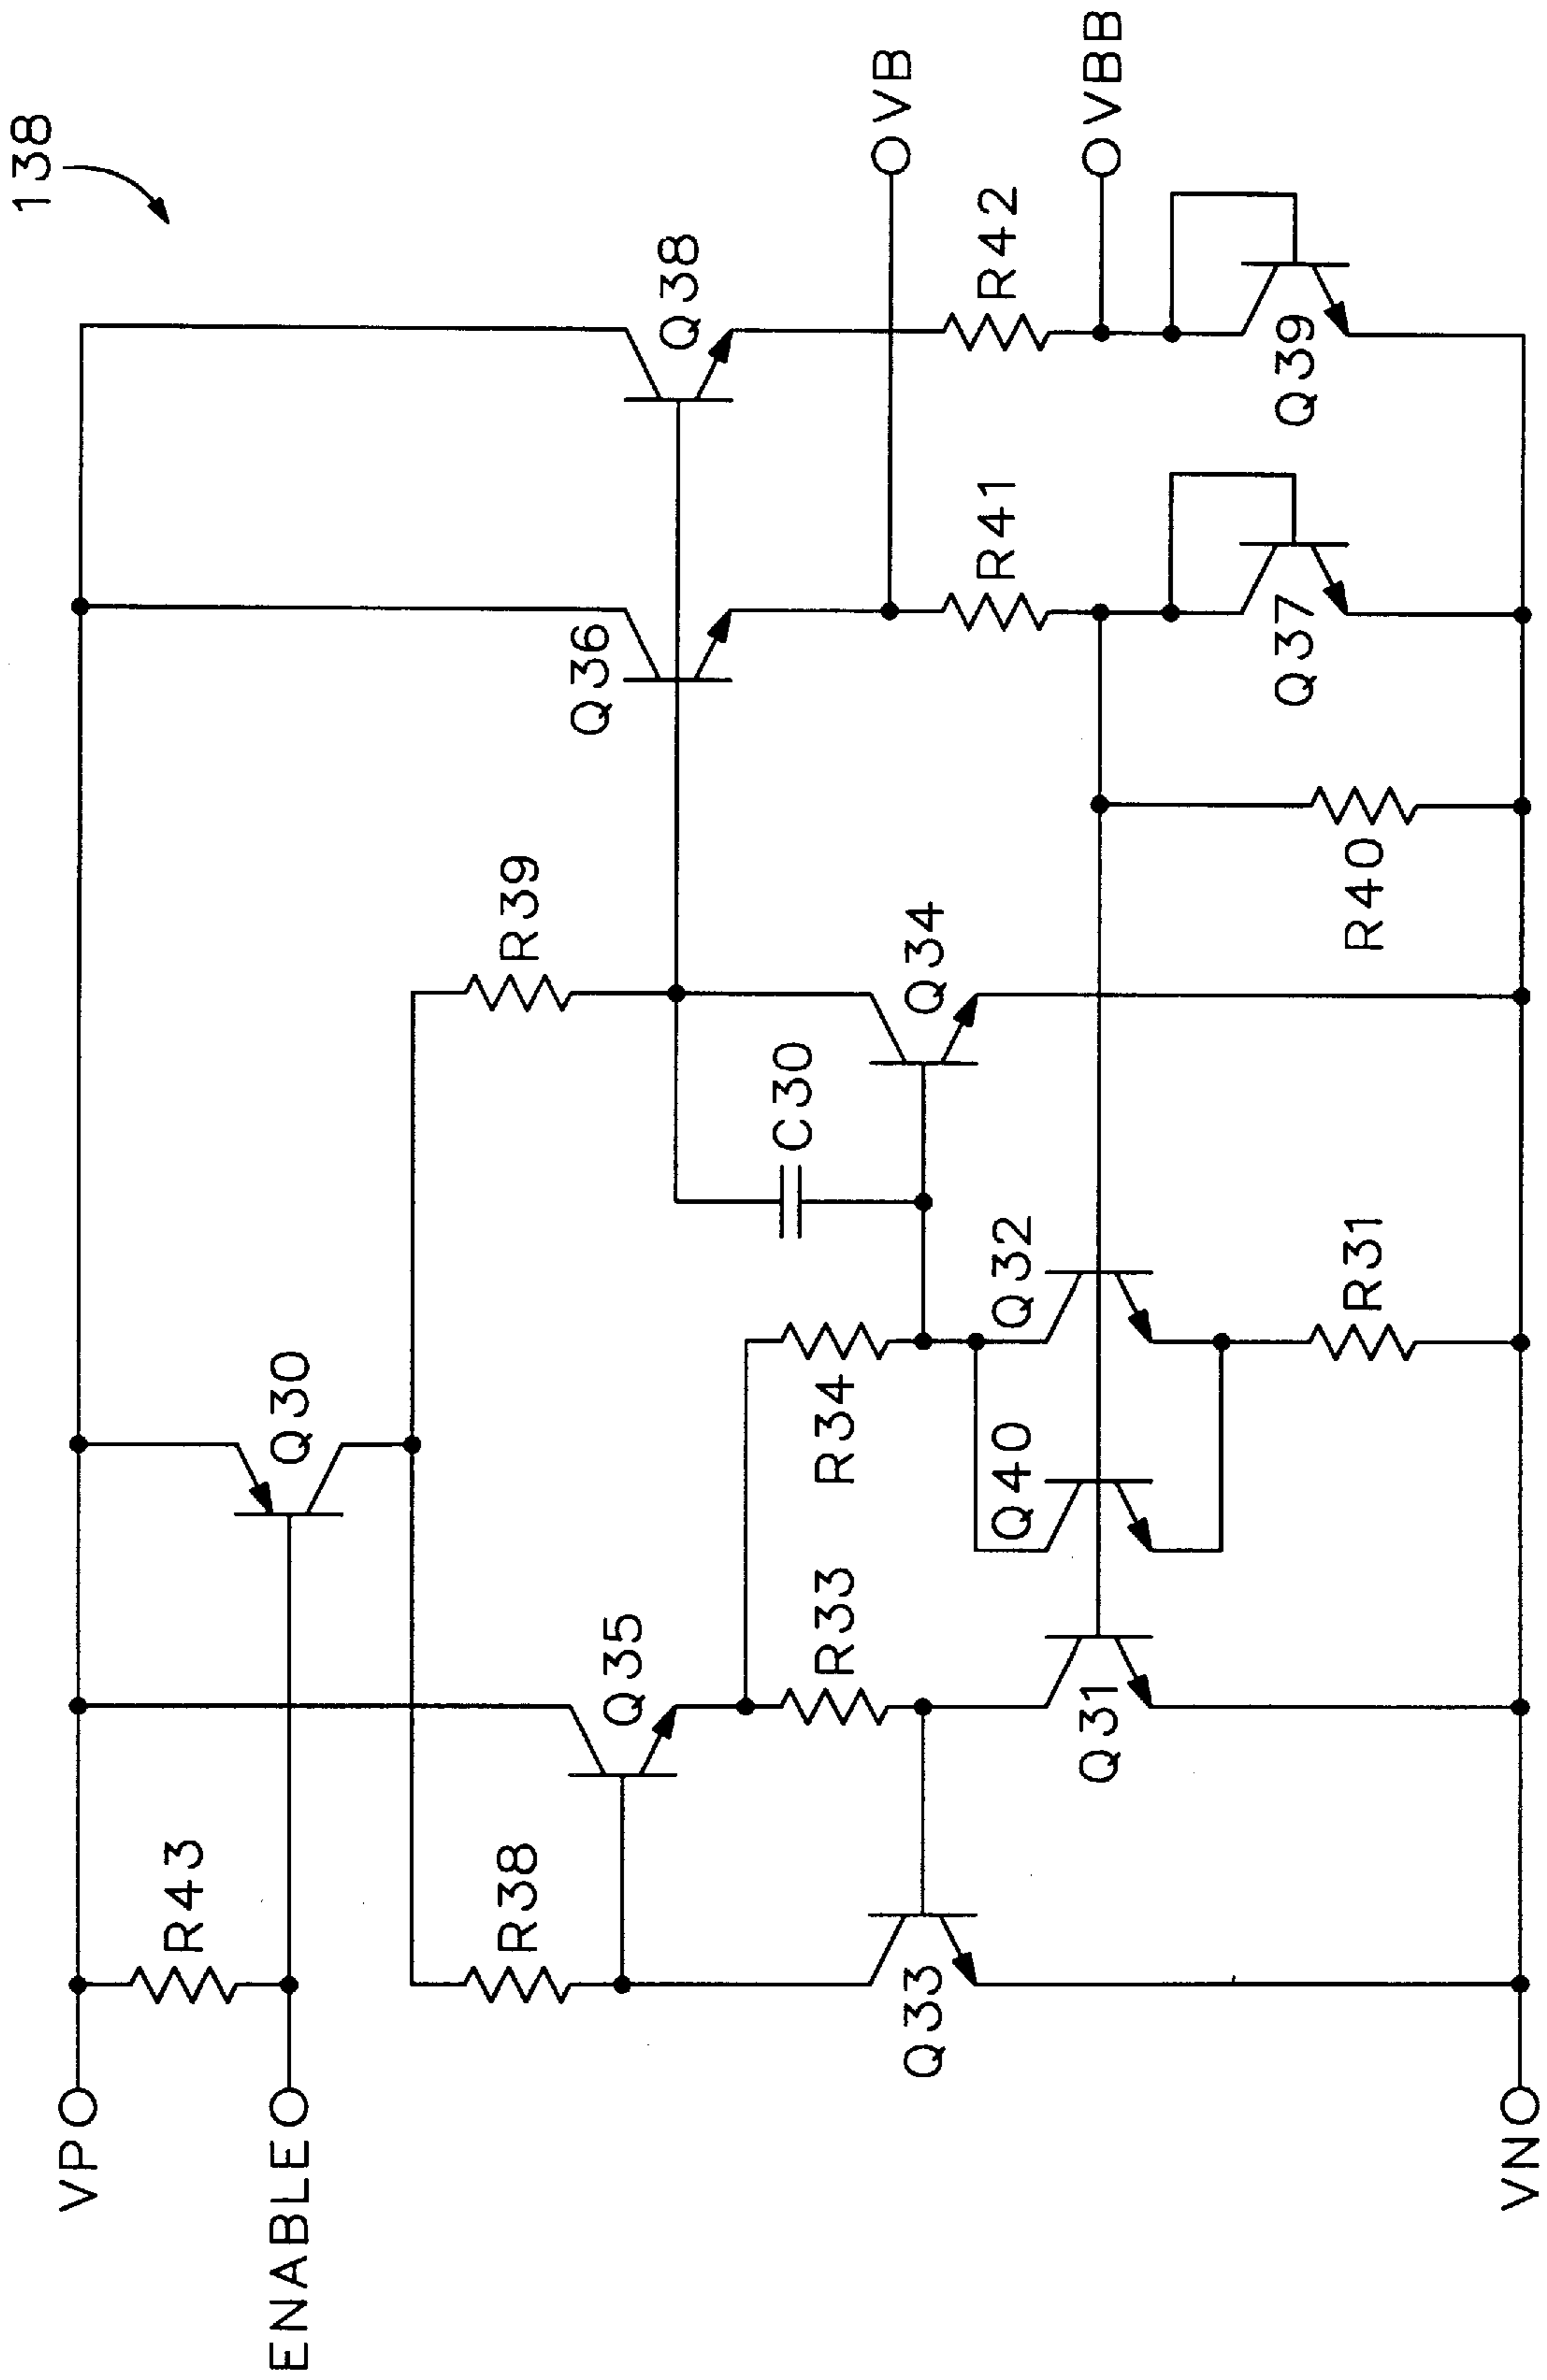 138
VP
ENABLE
VN
R43
Q30
R38
Q35
R39
Q36
Q38
VB
R33
R34
C30
Q34
R41
R42
VBB
Q33
Q31
Q40
Q32
R31
R40
Q37
Q39